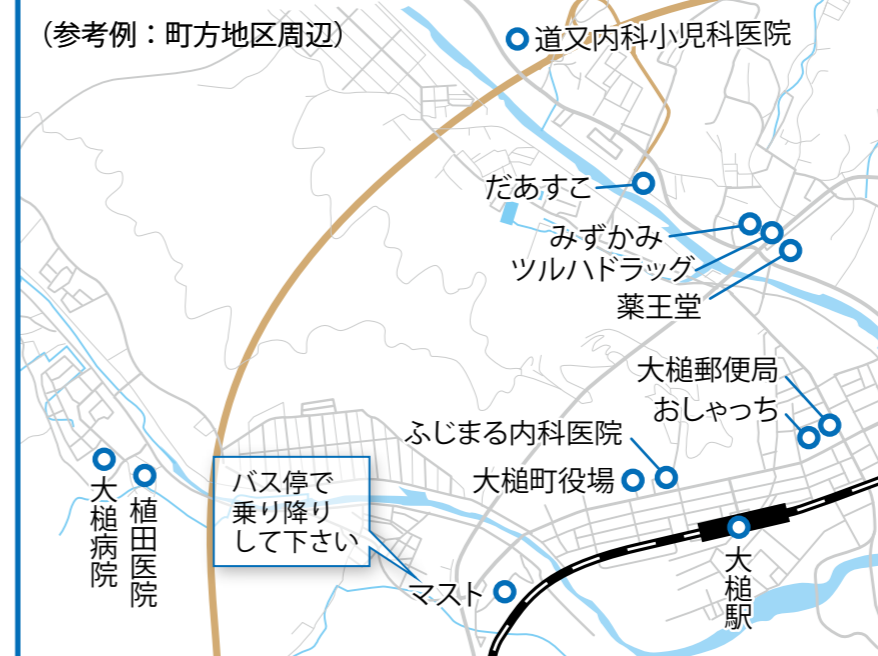 （参考例：町方地区周辺）
道又内科小児科医院
だあすこ
みずかみ
ツルハドラッグ
薬王堂
大槌郵便局
おしゃっち
ふじまる内科医院
大槌町役場
大槌病院
植田医院
バス停で
乗り降り
して下さい
マスト
大槌駅